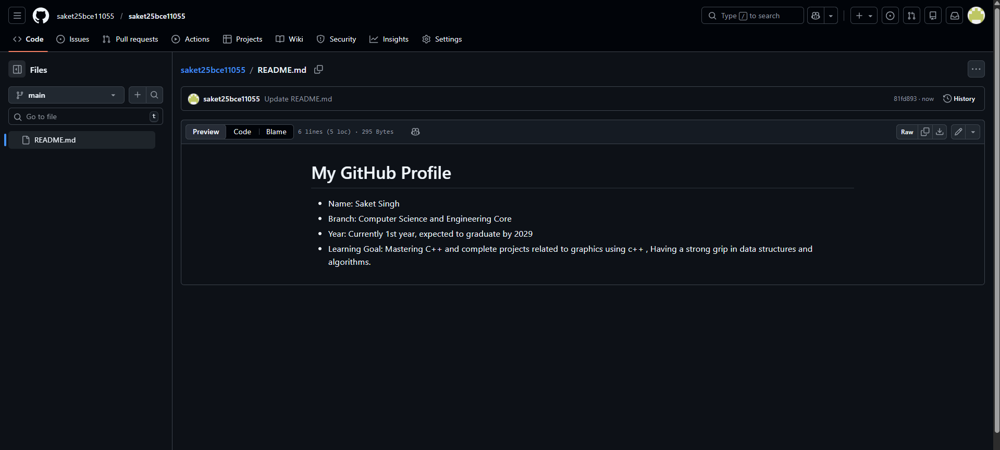 saket25bce11055 / saket25bce11055
Type / to search
Code Issues Pull requests Actions Projects Wiki Security Insights Settings
Files
main
Go to file t
README.md
saket25bce11055 / README.md
saket25bce11055 Update README.md
81fd893 · now History
Preview Code Blame 6 lines (5 loc) · 295 Bytes
Raw
My GitHub Profile
• Name: Saket Singh
• Branch: Computer Science and Engineering Core
• Year: Currently 1st year, expected to graduate by 2029
• Learning Goal: Mastering C++ and complete projects related to graphics using c++ , Having a strong grip in data structures and
algorithms.